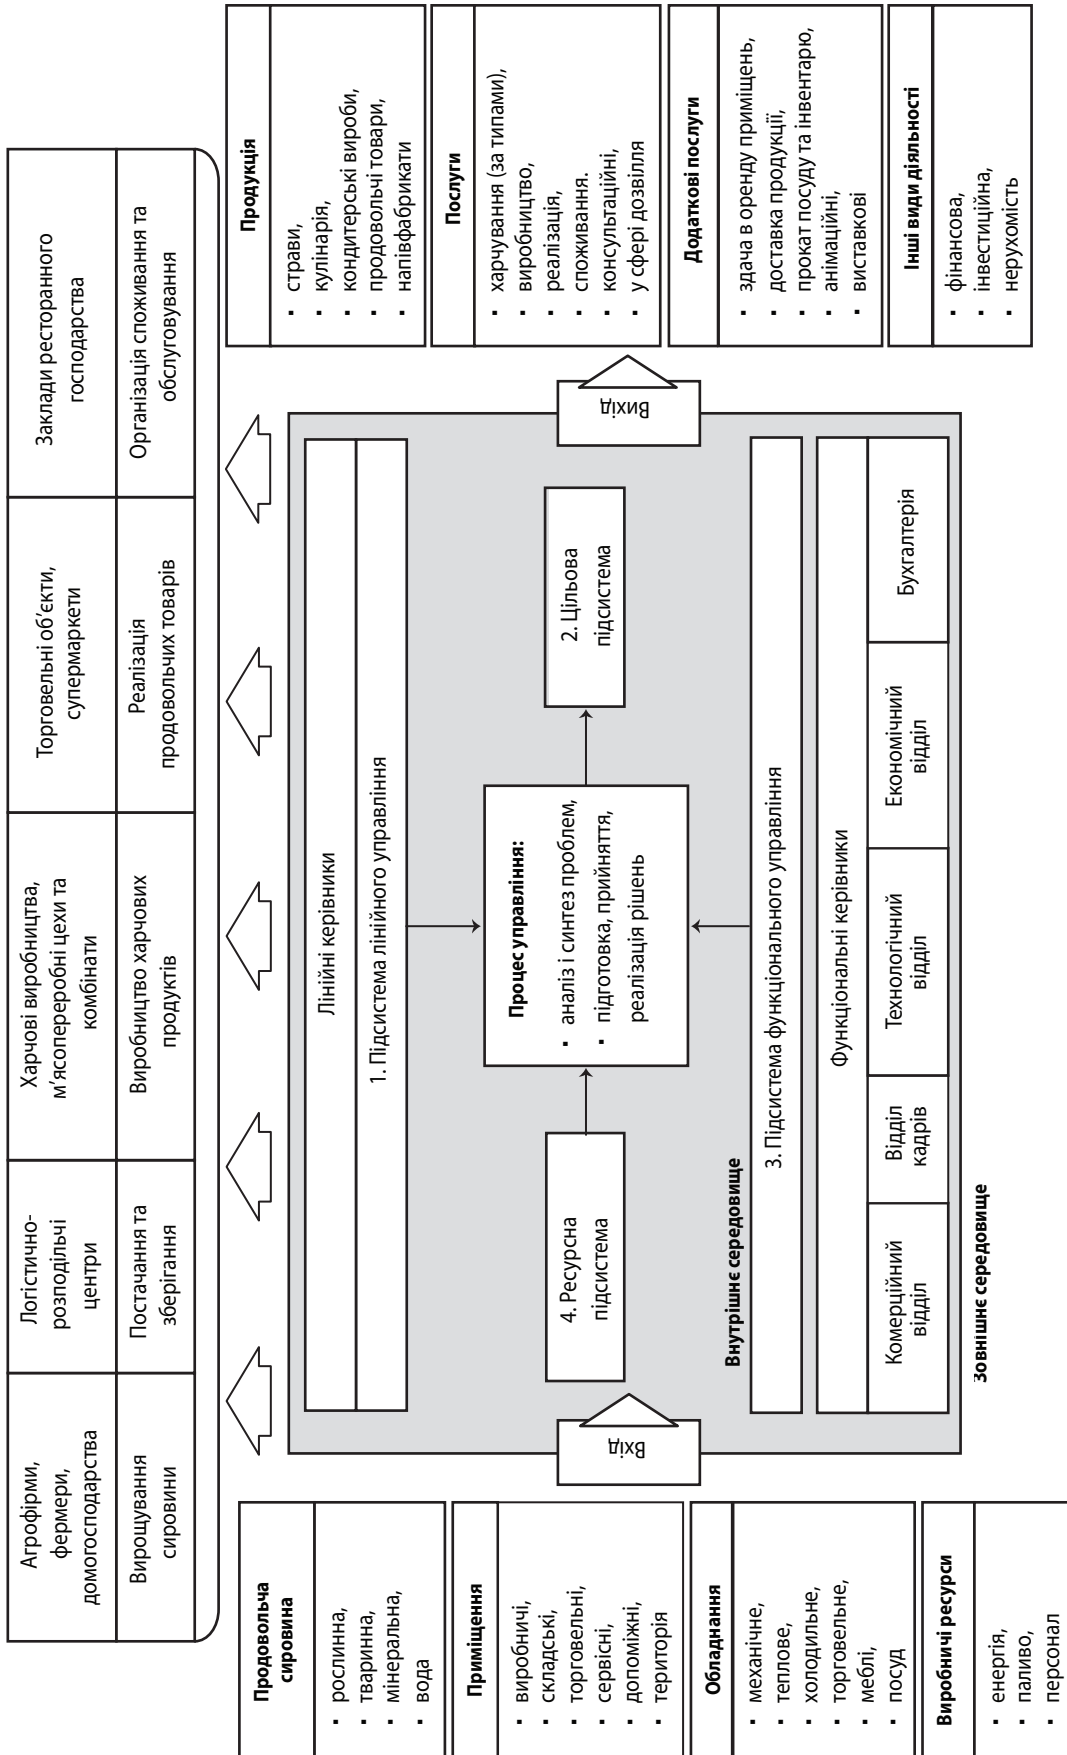 Агрофірми,
фермери,
домогосподарства
Логістично-
розподільчі
центри
Харчові виробництва,
м'ясопереробні цехи та
комбінати
Торговельні об'єкти,
супермаркети
Заклади ресторанного
господарства
Вирощування
сировини
Постачання та
зберігання
Виробництво харчових
продуктів
Реалізація
продовольчих товарів
Організація споживання та
обслуговування
Продовольча
сировина
▪ рослинна,
▪ тваринна,
▪ мінеральна,
▪ вода
Приміщення
▪ виробничі,
▪ складські,
▪ торговельні,
▪ сервісні,
▪ допоміжні,
▪ територія
Обладнання
▪ механічне,
▪ теплове,
▪ холодильне,
▪ торговельне,
▪ меблі,
▪ посуд
Виробничі ресурси
▪ енергія,
▪ паливо,
▪ персонал
Вхід
Лінійні керівники
1. Підсистема лінійного управління
4. Ресурсна
підсистема
Процес управління:
▪ аналіз і синтез проблем,
▪ підготовка, прийняття,
реалізація рішень
2. Цільова
підсистема
Внутрішнє середовище
3. Підсистема функціонального управління
Функціональні керівники
Комерційний
відділ
Відділ
кадрів
Технологічний
відділ
Економічний
відділ
Бухгалтерія
Зовнішнє середовище
Вихід
Продукція
▪ страви,
▪ кулінарія,
▪ кондитерські вироби,
▪ продовольчі товари,
▪ напівфабрикати
Послуги
▪ харчування (за типами),
▪ виробництво,
▪ реалізація,
▪ споживання.
▪ консультаційні,
▪ у сфері дозвілля
Додаткові послуги
▪ здача в оренду приміщень,
▪ доставка продукції,
▪ прокат посуду та інвентарю,
▪ анімаційні,
▪ виставкові
Інші види діяльності
▪ фінансова,
▪ інвестиційна,
▪ нерухомість